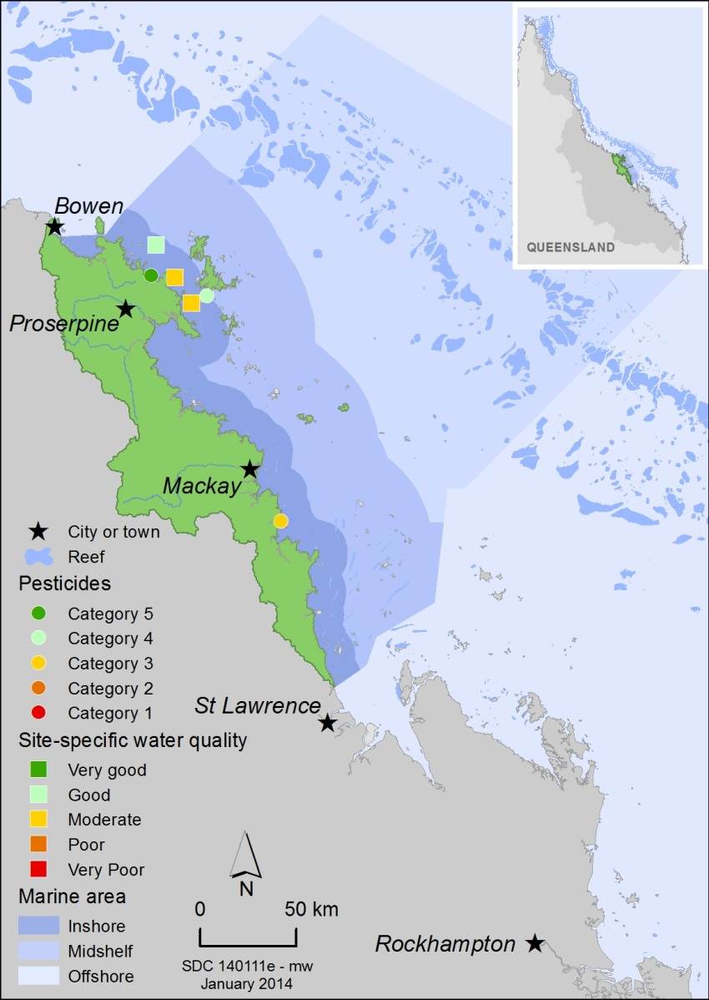 QUEENSLAND
Bowen
Proserpine
Mackay
City or town
Reef
Pesticides
Category 5
Category 4
Category 3
Category 2
Category 1
St Lawrence
Site-specific water quality
Very good
Good
Moderate
Poor
Very Poor
Marine area
Inshore
Midshelf
Offshore
N
0 50 km
SDC 140111e - mw
January 2014
Rockhampton